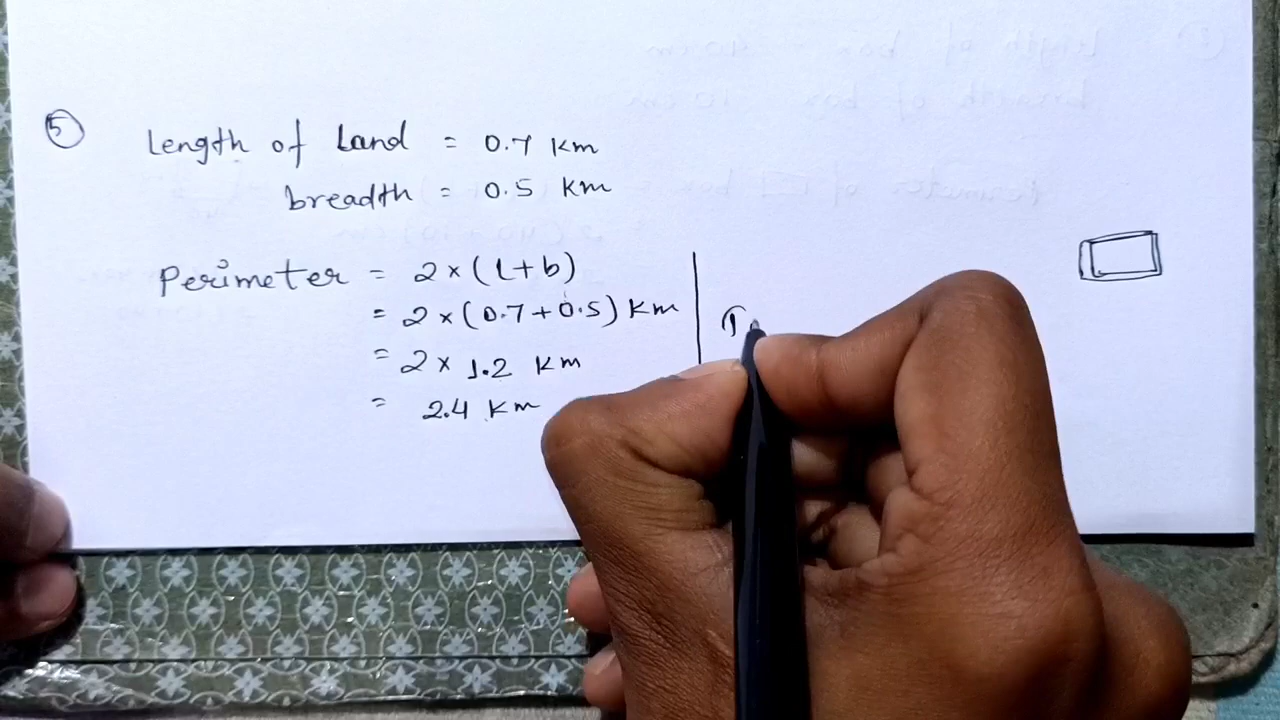 5
Length of Land = 0.7 Km
breadth = 0.5 Km
Perimeter = 2 × (l+b)
= 2 × (0.7+0.5) Km
= 2 × 1.2 Km
= 2.4 Km